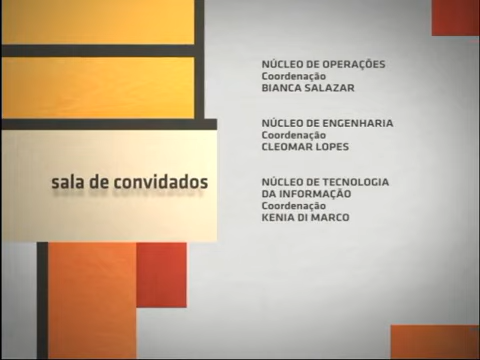 sala de convidados
NÚCLEO DE OPERAÇÕES
Coordenação
BIANCA SALAZAR
NÚCLEO DE ENGENHARIA
Coordenação
CLEOMAR LOPES
NÚCLEO DE TECNOLOGIA
DA INFORMAÇÃO
Coordenação
KENIA DI MARCO